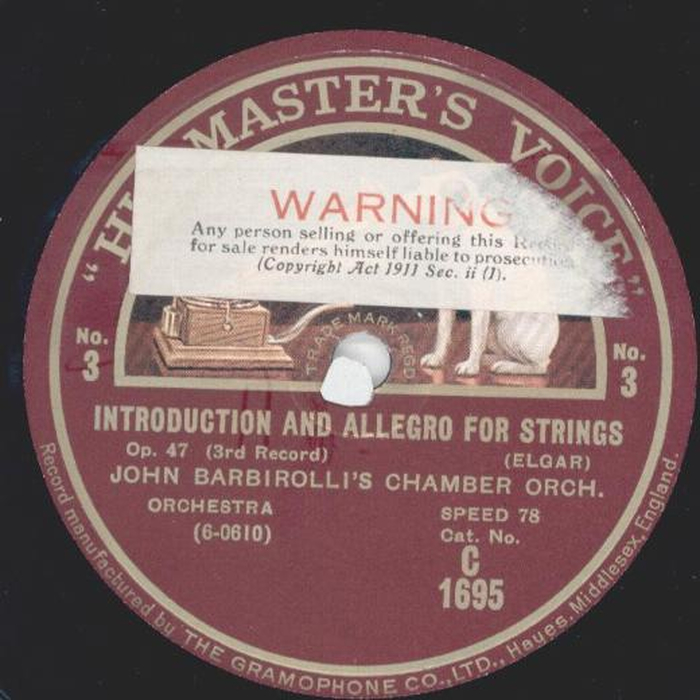 "HI MASTER'S VOICE"
WARNING
Any person selling or offering this
for sale renders himself liable to prosecution
(Copyright Act 1911 Sec. ii (1).
TRADE MARK REGD
No.
3
No.
3
INTRODUCTION AND ALLEGRO FOR STRINGS
Op. 47 (3rd Record)
(ELGAR)
JOHN BARBIROLLI'S CHAMBER ORCH.
ORCHESTRA
(6-0610)
SPEED 78
Cat. No.
C
1695
Record manufactured by THE GRAMOPHONE CO., LTD., Hayes, Middlesex, England.